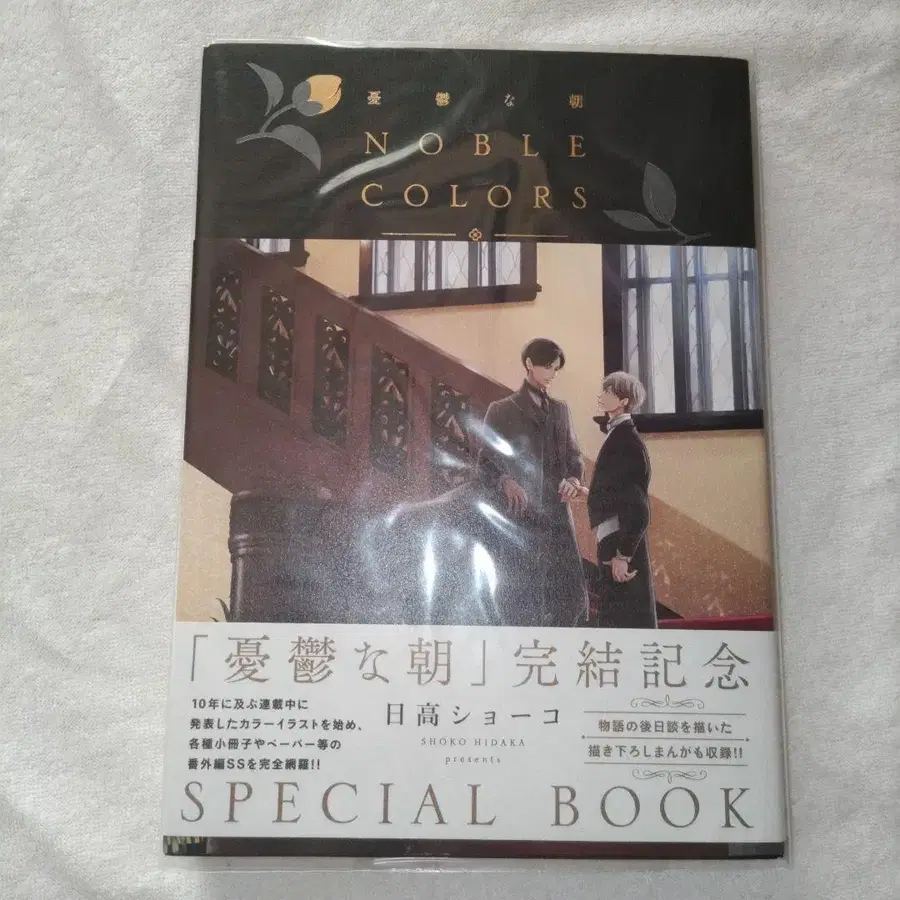 憂鬱な朝
NOBLE
COLORS
「憂鬱な朝」完結記念
10年に及ぶ連載中に
発表したカラーイラストを始め、
各種小冊子やペーパー等の
番外編SSを完全網羅!!
日高ショーコ
SHOKO HIDAKA
presents
物語の後日談を描いた
描き下ろしまんがも収録!!
SPECIAL BOOK